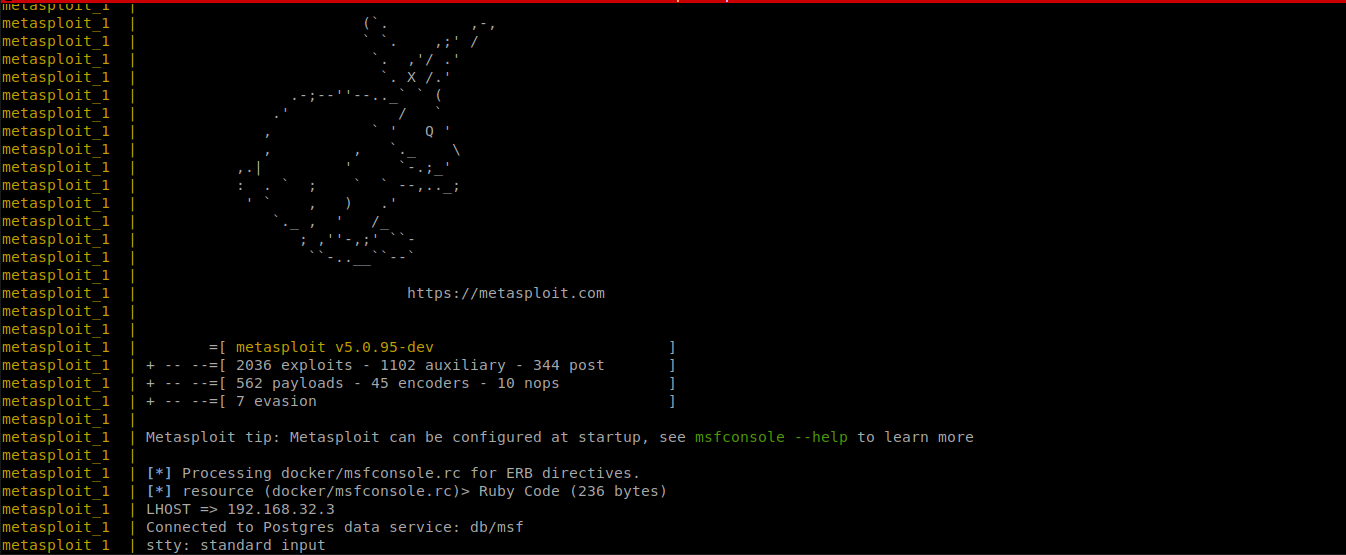 metasploit_1  |
metasploit_1  |                          (`.         ,-,
metasploit_1  |                          ` `.    ,;' /
metasploit_1  |                           `.  ,'/ .'
metasploit_1  |                            `. X /.'
metasploit_1  |                  .-;--''--.._` ` (
metasploit_1  |                .'            /   `
metasploit_1  |               ,           ` '   Q '
metasploit_1  |               ,         ,   `._    \
metasploit_1  |            ,.|         '     `-.;_'
metasploit_1  |            :  . `  ;    `  ` --,.._;
metasploit_1  |             ' `    ,   )   .'
metasploit_1  |                `._ ,  '   /_
metasploit_1  |                   ; ,''-,;' ``-
metasploit_1  |                    ``-..__``--`
metasploit_1  |
metasploit_1  |                               https://metasploit.com
metasploit_1  |
metasploit_1  |
metasploit_1  |         =[ metasploit v5.0.95-dev                          ]
metasploit_1  | + -- --=[ 2036 exploits - 1102 auxiliary - 344 post       ]
metasploit_1  | + -- --=[ 562 payloads - 45 encoders - 10 nops            ]
metasploit_1  | + -- --=[ 7 evasion                                       ]
metasploit_1  |
metasploit_1  | Metasploit tip: Metasploit can be configured at startup, see msfconsole --help to learn more
metasploit_1  |
metasploit_1  | [*] Processing docker/msfconsole.rc for ERB directives.
metasploit_1  | [*] resource (docker/msfconsole.rc)> Ruby Code (236 bytes)
metasploit_1  | LHOST => 192.168.32.3
metasploit_1  | Connected to Postgres data service: db/msf
metasploit_1  | stty: standard input